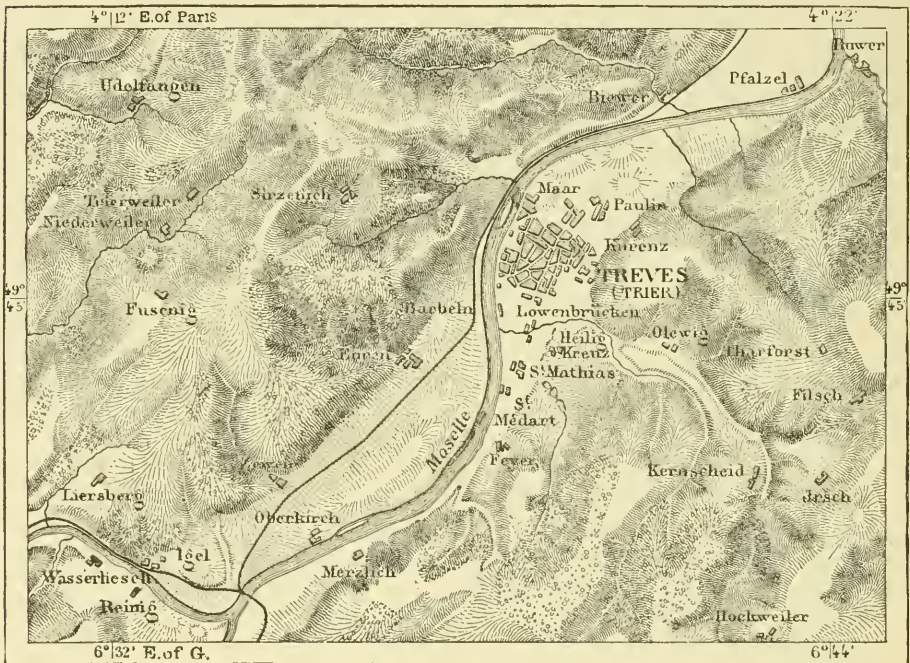 4° 12' E. of Paris
4° 22'
Ruwer
Pfalzel
Udelfangen
Biewer
Maar
Trierweiler
Sirzenich
Paulin
Niederweiler
Kürenz
TREVES
(TRIER)
49°
45'
49°
45'
Fusenig
Barbeln
Lowenbrücken
Heilig
Kreuz
Olewig
Tharforst
Euren
St Mathias
Filsch
St
Médart
Moselle
Feyer
Kernscheid
Irsch
Liersberg
Oberkirch
Igel
Merzlich
Wasserliesch
Reinig
Hockweiler
6° 32' E. of G.
6° 44'